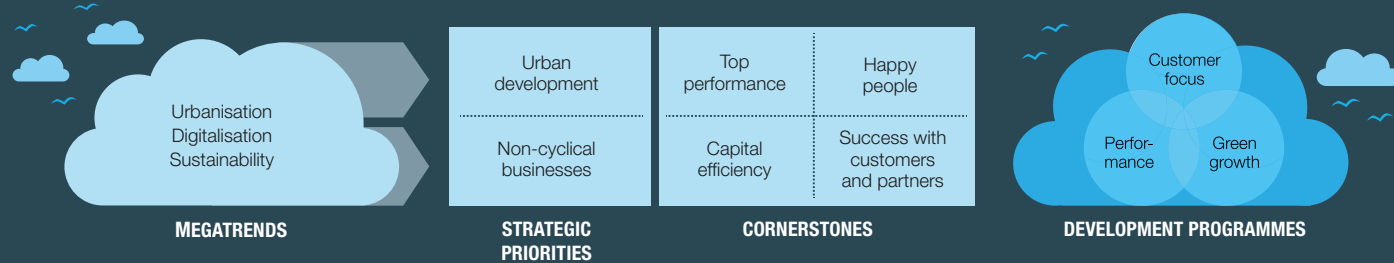 Urbanisation
Digitalisation
Sustainability
MEGATRENDS
Urban
development
Non-cyclical
businesses
STRATEGIC
PRIORITIES
Top
performance
Happy
people
Capital
efficiency
Success with
customers
and partners
CORNERSTONES
Customer
focus
Perfor-
mance
Green
growth
DEVELOPMENT PROGRAMMES